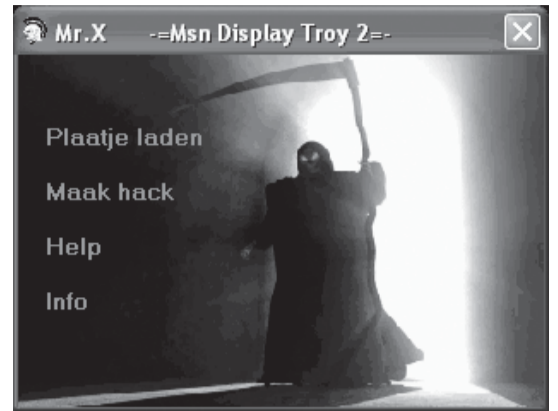 Mr.X -=Msn Display Troy 2=-
Plaatje laden
Maak hack
Help
Info